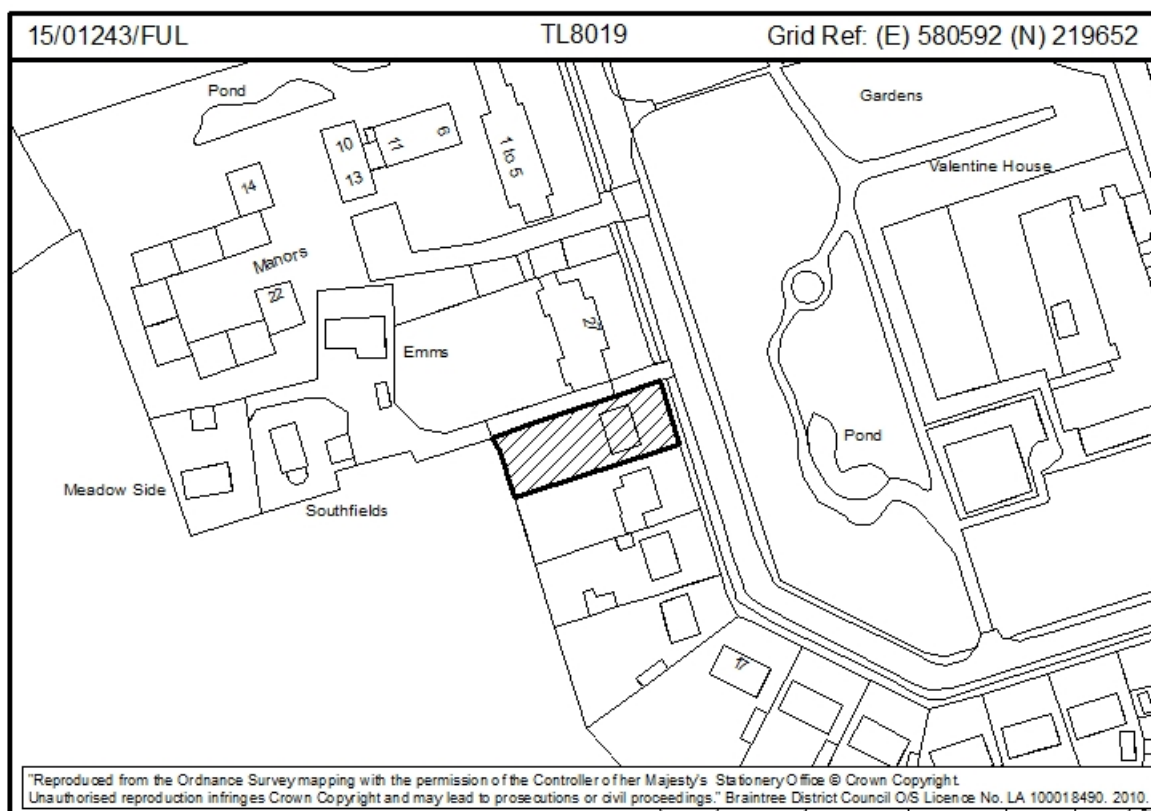 15/01243/FUL TL8019 Grid Ref: (E) 580592 (N) 219652
Pond
Gardens
10
11
6
1 to 5
13
Valentine House
14
Manors
22
27
Emms
Pond
Meadow Side
Southfields
17
"Reproduced from the Ordnance Survey mapping with the permission of the Controller of her Majesty's Stationery Office © Crown Copyright.
Unauthorised reproduction infringes Crown Copyright and may lead to prosecutions or civil proceedings." Braintree District Council O/S Licence No. LA 100018490. 2010.